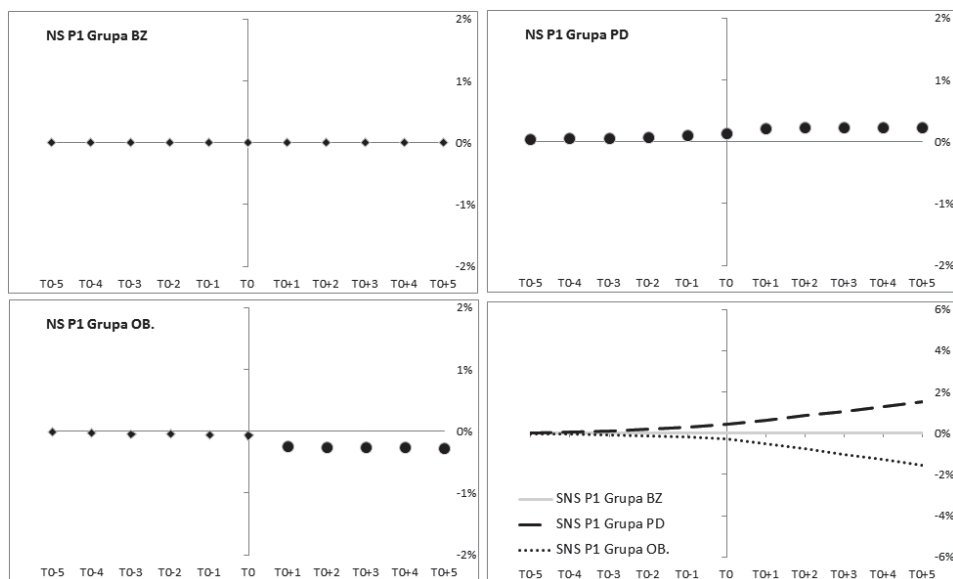 NS P1 Grupa BZ
2%
1%
0%
-1%
-2%
T0-5 T0-4 T0-3 T0-2 T0-1 T0 T0+1 T0+2 T0+3 T0+4 T0+5
NS P1 Grupa PD
2%
1%
0%
-1%
-2%
T0-5 T0-4 T0-3 T0-2 T0-1 T0 T0+1 T0+2 T0+3 T0+4 T0+5
NS P1 Grupa OB.
2%
1%
0%
-1%
-2%
T0-5 T0-4 T0-3 T0-2 T0-1 T0 T0+1 T0+2 T0+3 T0+4 T0+5
6%
4%
2%
0%
-2%
-4%
-6%
SNS P1 Grupa BZ
SNS P1 Grupa PD
SNS P1 Grupa OB.
T0-5 T0-4 T0-3 T0-2 T0-1 T0 T0+1 T0+2 T0+3 T0+4 T0+5